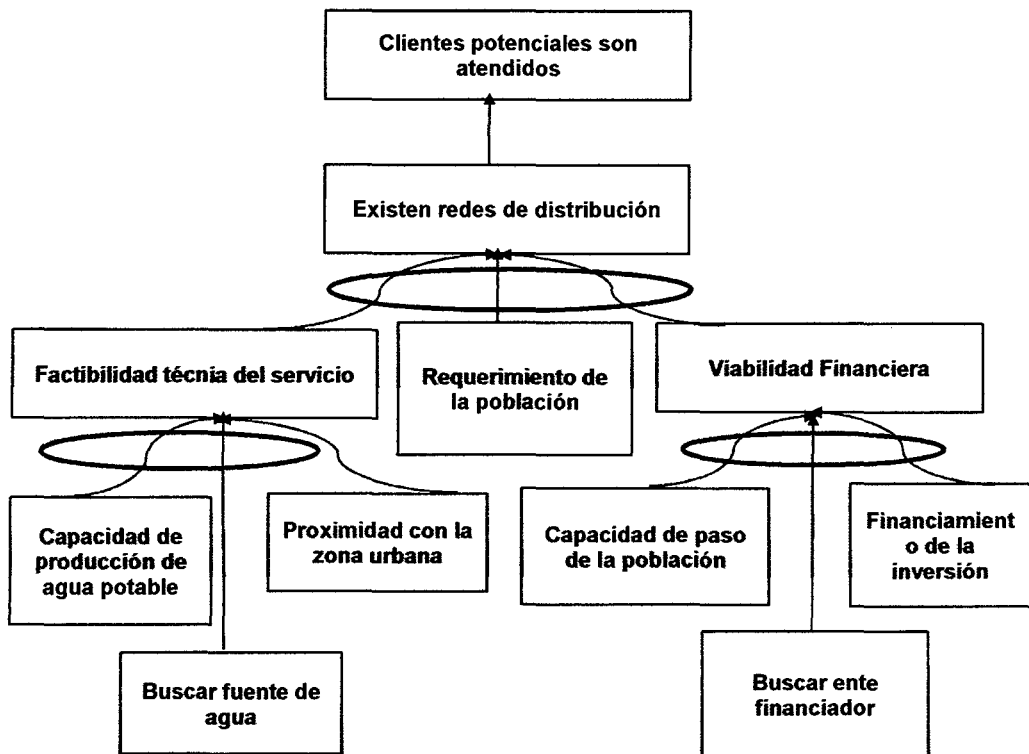 Clientes potenciales son
atendidos
Existen redes de distribución
Factibilidad técnia del servicio
Requerimiento de
la población
Viabilidad Financiera
Capacidad de
producción de
agua potable
Proximidad con la
zona urbana
Capacidad de paso
de la población
Financiamient
o de la
inversión
Buscar fuente de
agua
Buscar ente
financiador